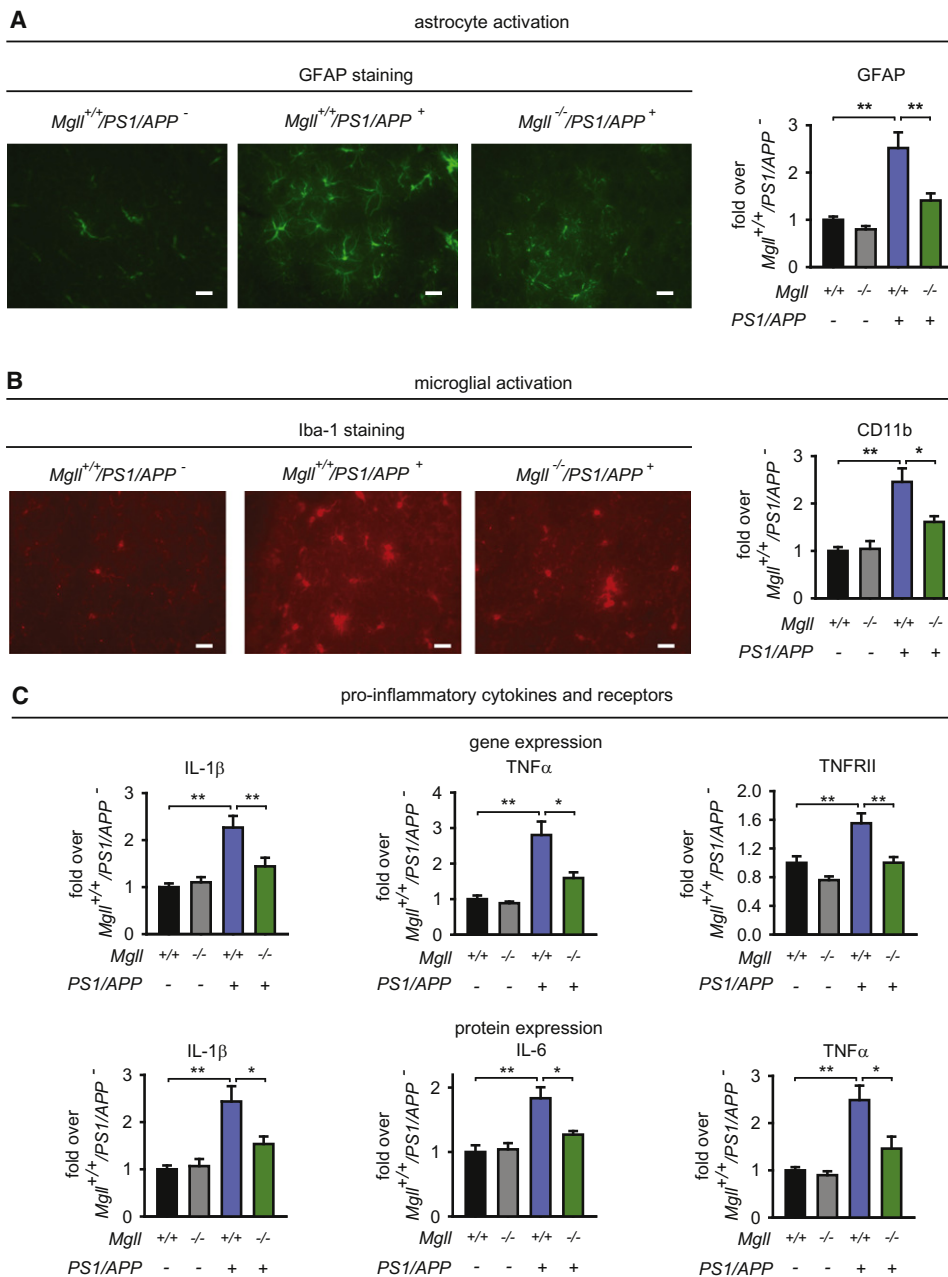 A
astrocyte activation
GFAP staining
Mgll+/+/PS1/APP -
Mgll+/+/PS1/APP +
Mgll-/-/PS1/APP +
GFAP
fold over
Mgll+/+/PS1/APP -
3
2
1
0
** **
Mgll +/+ -/- +/+ -/-
PS1/APP - - + +
B
microglial activation
Iba-1 staining
Mgll+/+/PS1/APP -
Mgll+/+/PS1/APP +
Mgll-/-/PS1/APP +
CD11b
fold over
Mgll+/+/PS1/APP -
3
2
1
0
** *
Mgll +/+ -/- +/+ -/-
PS1/APP - - + +
C
pro-inflammatory cytokines and receptors
gene expression
IL-1β
fold over
Mgll+/+/PS1/APP -
3
2
1
0
** **
Mgll +/+ -/- +/+ -/-
PS1/APP - - + +
TNFα
fold over
Mgll+/+/PS1/APP -
4
3
2
1
0
** *
Mgll +/+ -/- +/+ -/-
PS1/APP - - + +
TNFRII
fold over
Mgll+/+/PS1/APP -
2.0
1.6
1.2
0.8
0.4
0.0
** **
Mgll +/+ -/- +/+ -/-
PS1/APP - - + +
protein expression
IL-1β
fold over
Mgll+/+/PS1/APP -
3
2
1
0
** *
Mgll +/+ -/- +/+ -/-
PS1/APP - - + +
IL-6
fold over
Mgll+/+/PS1/APP -
2
1
0
** *
Mgll +/+ -/- +/+ -/-
PS1/APP - - + +
TNFα
fold over
Mgll+/+/PS1/APP -
3
2
1
0
** *
Mgll +/+ -/- +/+ -/-
PS1/APP - - + +